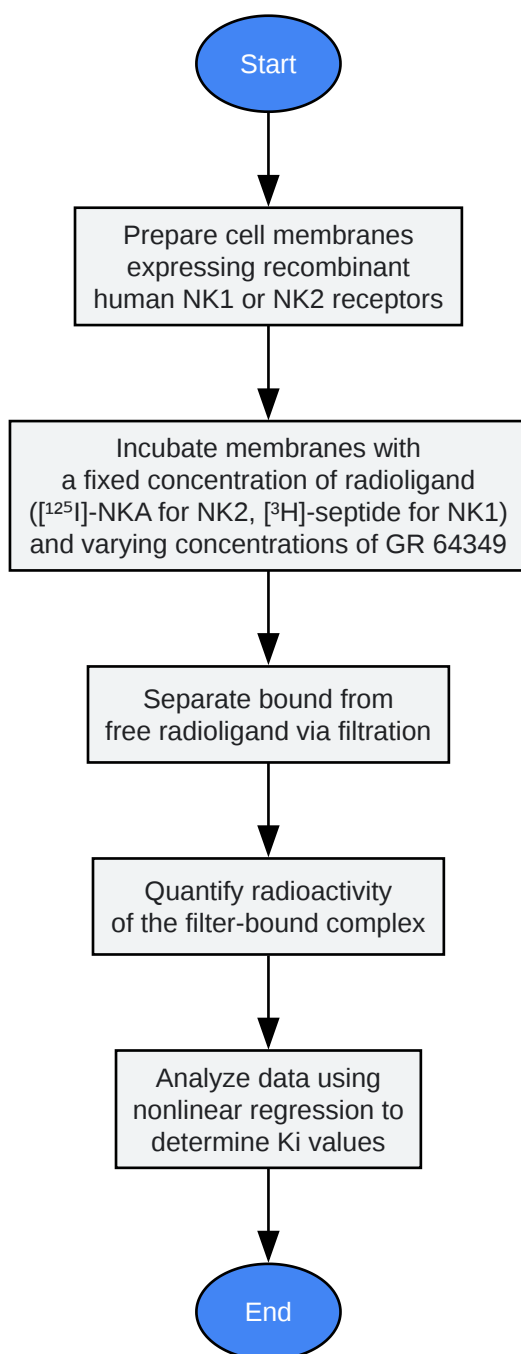 Start
Prepare cell membranes
expressing recombinant
human NK1 or NK2 receptors
Incubate membranes with
a fixed concentration of radioligand
([¹²⁵I]-NKA for NK2, [³H]-septide for NK1)
and varying concentrations of GR 64349
Separate bound from
free radioligand via filtration
Quantify radioactivity
of the filter-bound complex
Analyze data using
nonlinear regression to
determine Ki values
End